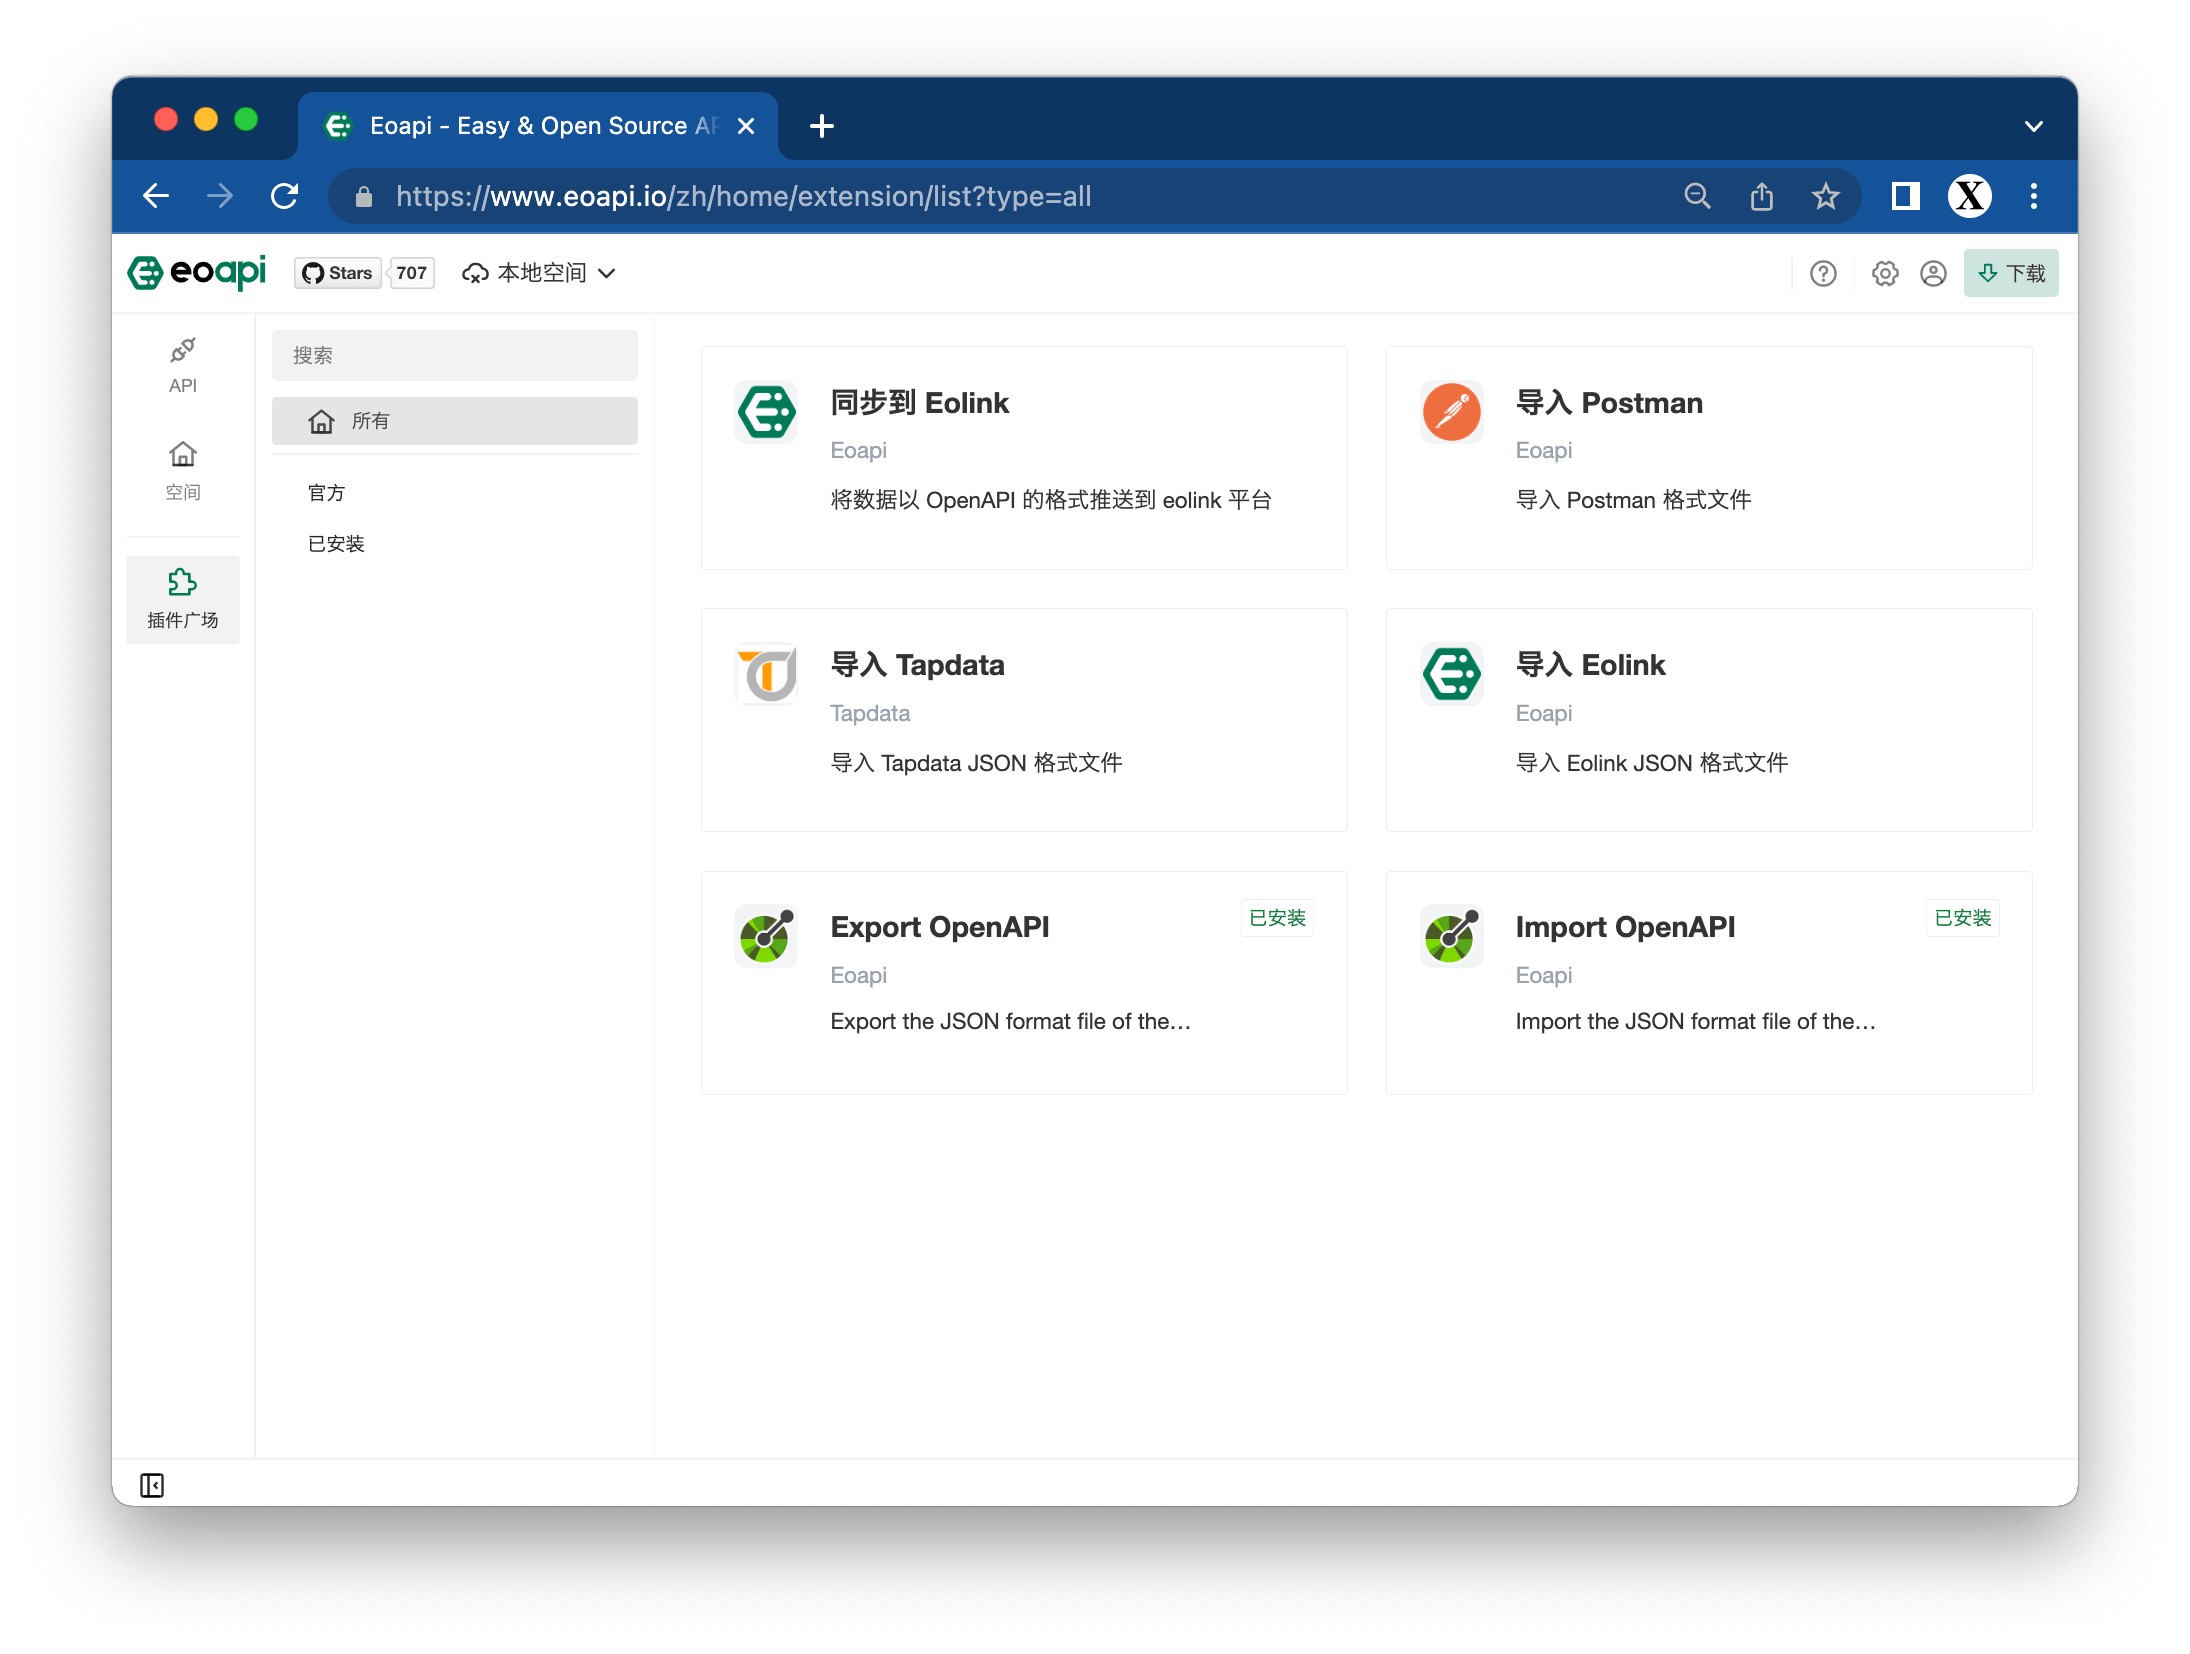 Eoapi - Easy & Open Source AP
https://www.eoapi.io/zh/home/extension/list?type=all
eoapi
Stars 707
本地空间
下载
API
空间
插件广场
搜索
所有
官方
已安装
同步到 Eolink
Eoapi
将数据以 OpenAPI 的格式推送到 eolink 平台
导入 Postman
Eoapi
导入 Postman 格式文件
导入 Tapdata
Tapdata
导入 Tapdata JSON 格式文件
导入 Eolink
Eoapi
导入 Eolink JSON 格式文件
Export OpenAPI
已安装
Eoapi
Export the JSON format file of the...
Import OpenAPI
已安装
Eoapi
Import the JSON format file of the...